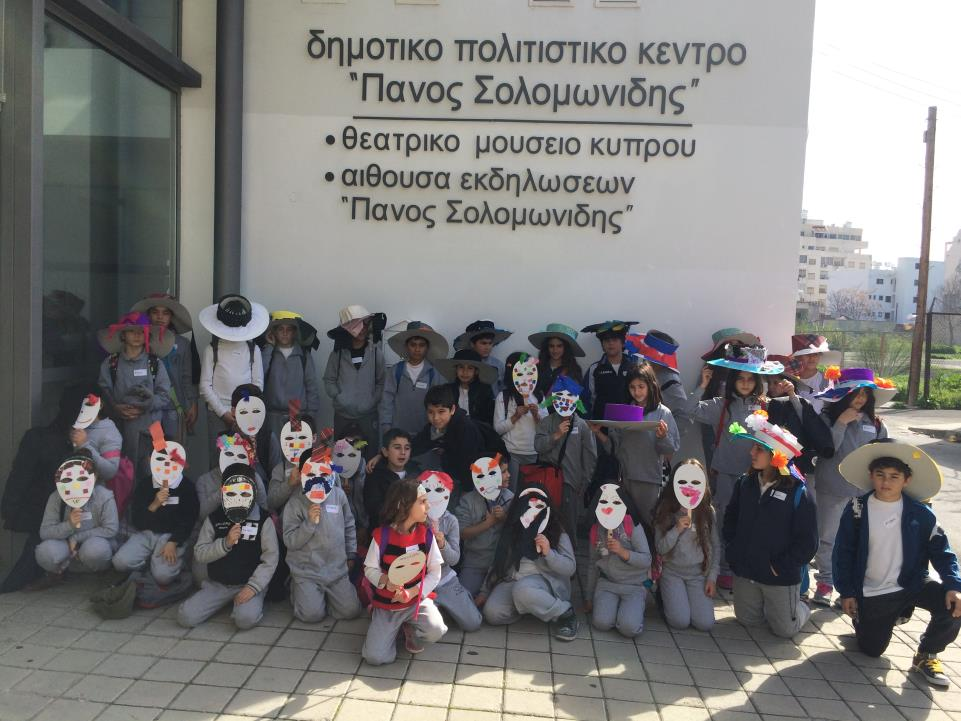 δημοτικο πολιτιστικο κεντρο
"Πανος Σολομωνιδης"
• θεατρικο μουσειο κυπρου
• αιθουσα εκδηλωσεων
"Πανος Σολομωνιδης"